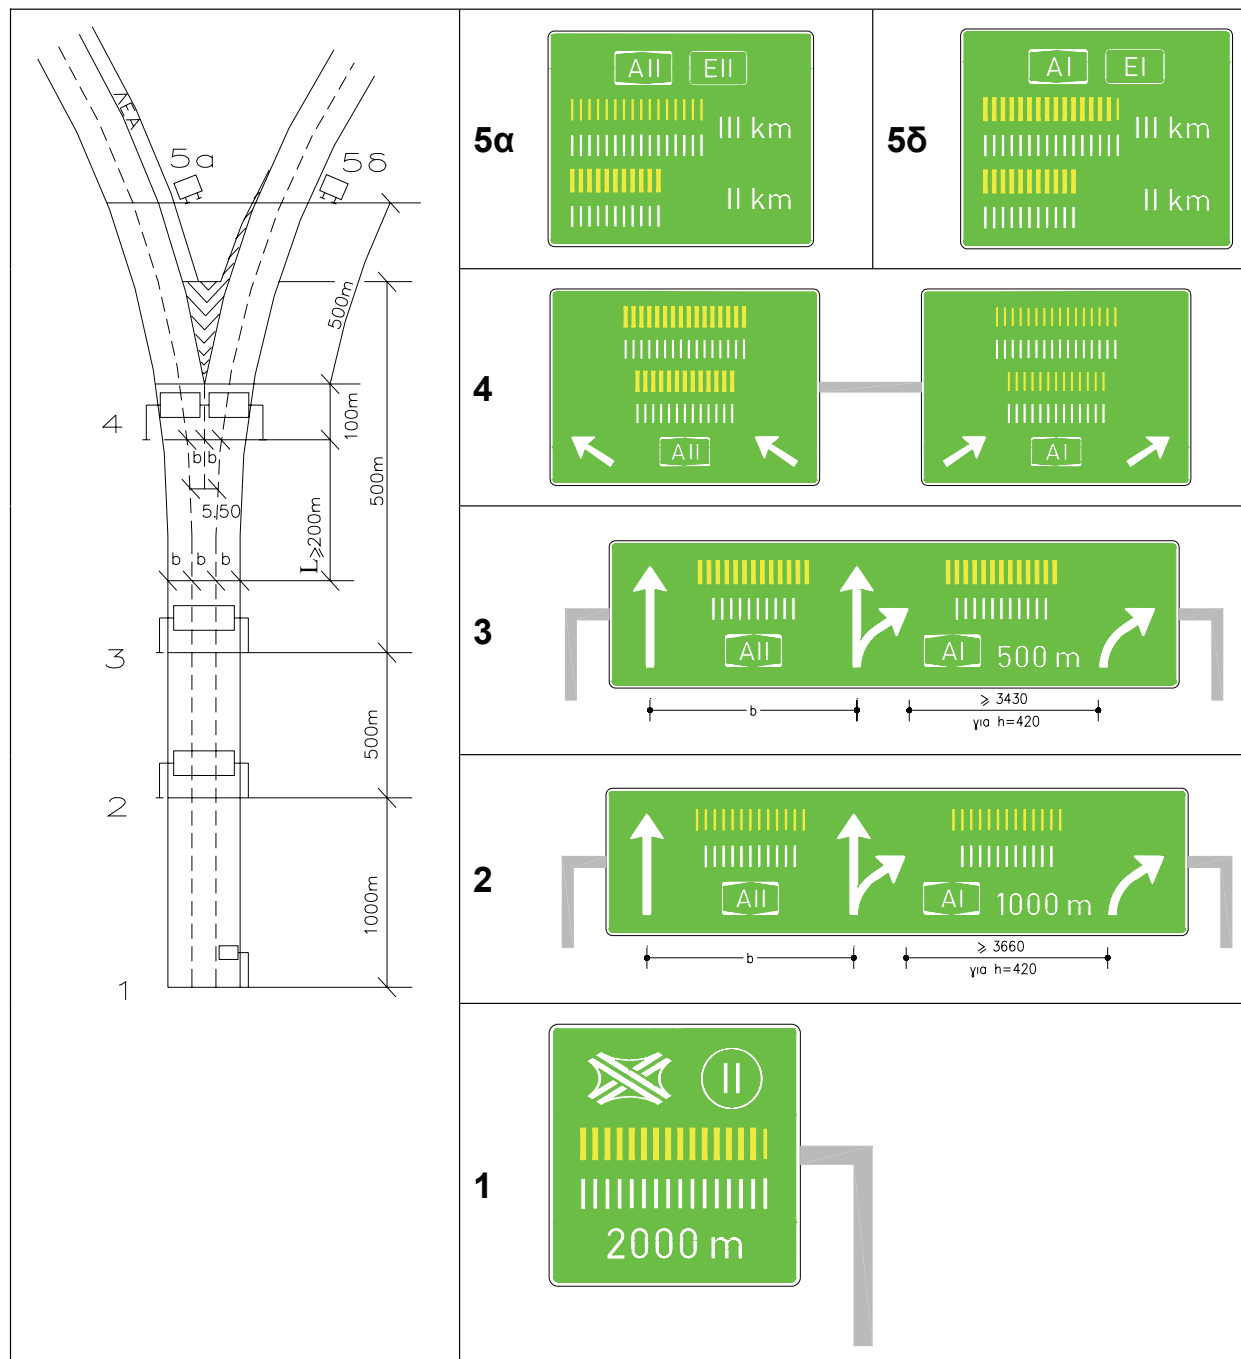 ΛΕΑ
5a
5δ
500m
4
100m
b b
500m
5.50
L≥200m
b b b
3
500m
2
1000m
1
5α
AII EII
III km
II km
5δ
AI EI
III km
II km
4
AII
AI
3
AII
AI 500 m
b
≥ 3430
για h=420
2
AII
AI 1000 m
b
≥ 3660
για h=420
1
II
2000 m